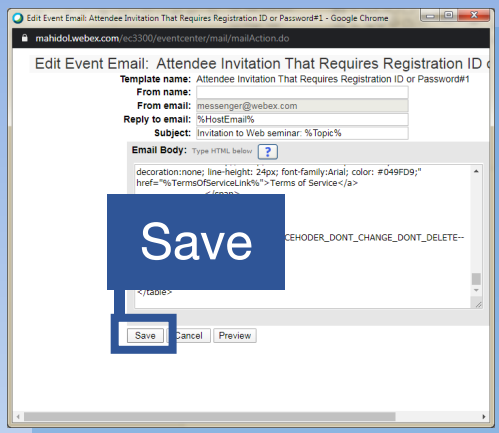 Edit Event Email: Attendee Invitation That Requires Registration ID or Password#1 - Google Chrome
mahidol.webex.com/ec3300/eventcenter/mail/mailAction.do
Edit Event Email: Attendee Invitation That Requires Registration ID
Template name: Attendee Invitation That Requires Registration ID or Password#1
From name:
From email: messenger@webex.com
Reply to email: %HostEmail%
Subject: Invitation to Web seminar: %Topic%
Email Body: Type HTML below ?
decoration:none; line-height: 24px; font-family:Arial; color: #049FD9;"
href="%TermsOfServiceLink%">Terms of Service</a>
Save
CEHODER_DONT_CHANGE_DONT_DELETE--
</table>
Save Cancel Preview